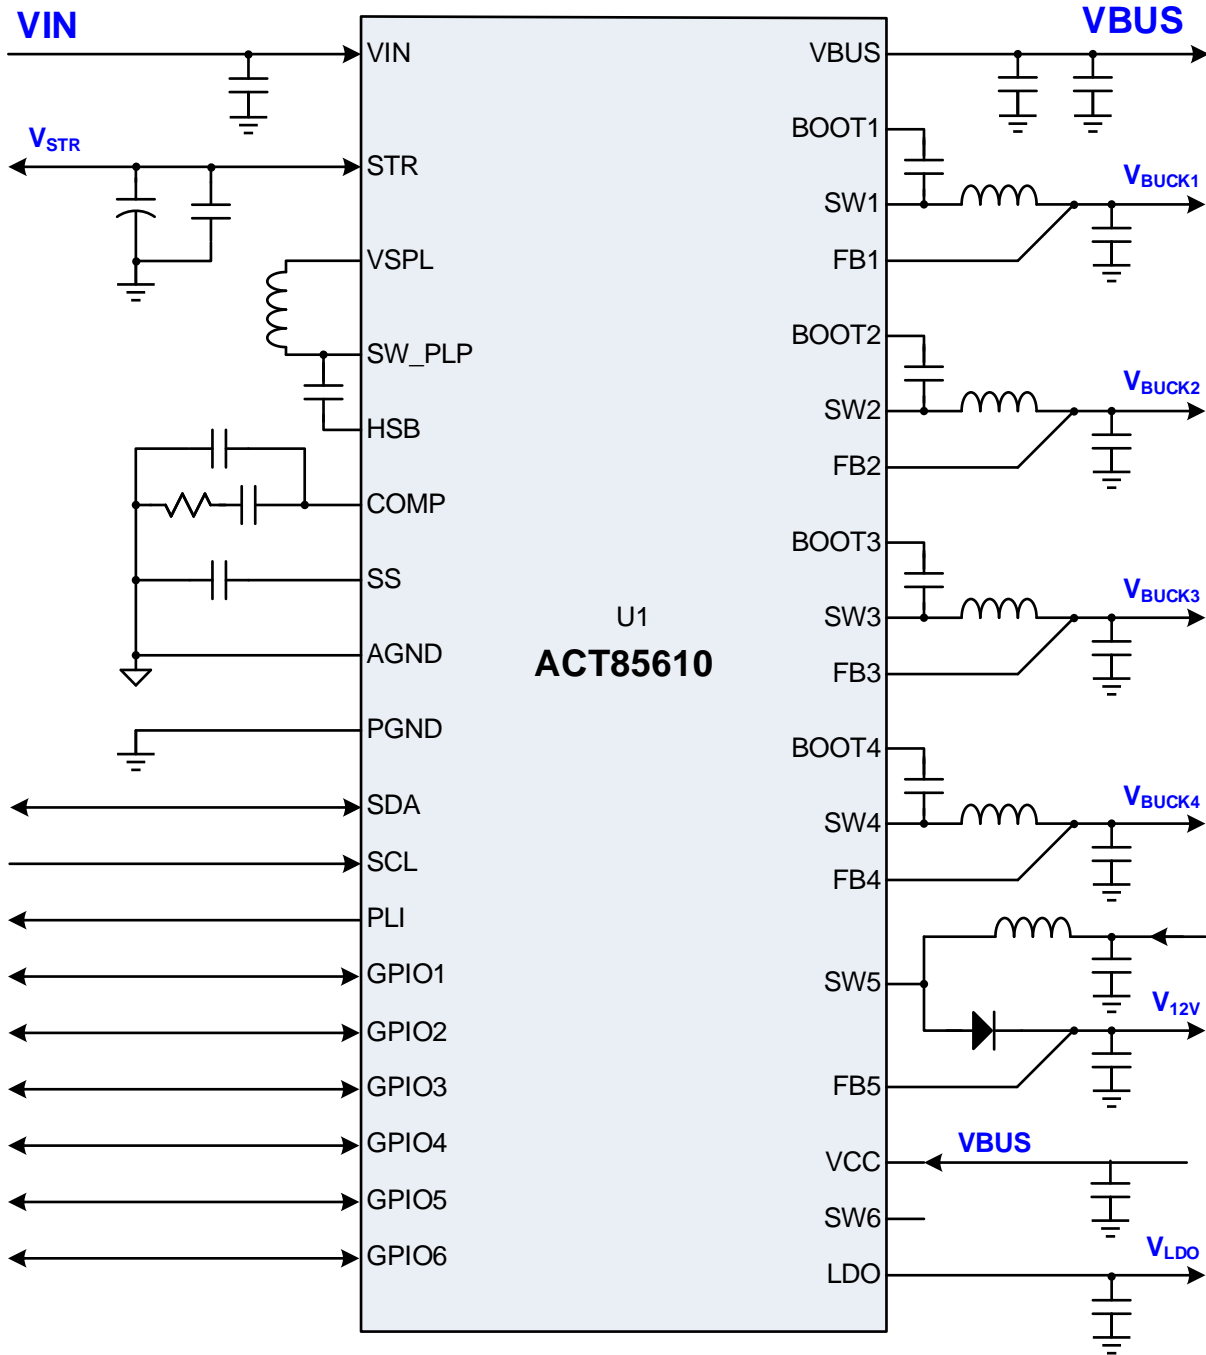 VIN
VBUS
VIN
VBUS
BOOT1
VSTR
STR
VBUCK1
SW1
VSPL
FB1
BOOT2
SW_PLP
VBUCK2
SW2
HSB
FB2
COMP
BOOT3
SS
VBUCK3
SW3
U1
AGND
ACT85610
FB3
PGND
BOOT4
SDA
VBUCK4
SW4
SCL
FB4
PLI
GPIO1
SW5
V12V
GPIO2
GPIO3
FB5
GPIO4
VBUS
VCC
GPIO5
SW6
GPIO6
VLDO
LDO